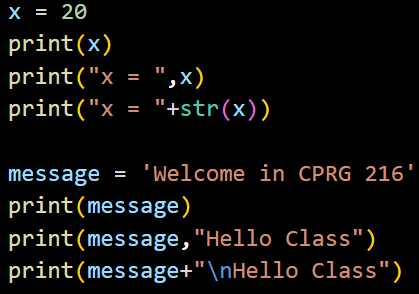 x = 20
print(x)
print("x = ",x)
print("x = "+str(x))
message = 'Welcome in CPRG 216'
print(message)
print(message,"Hello Class")
print(message+"\nHello Class")